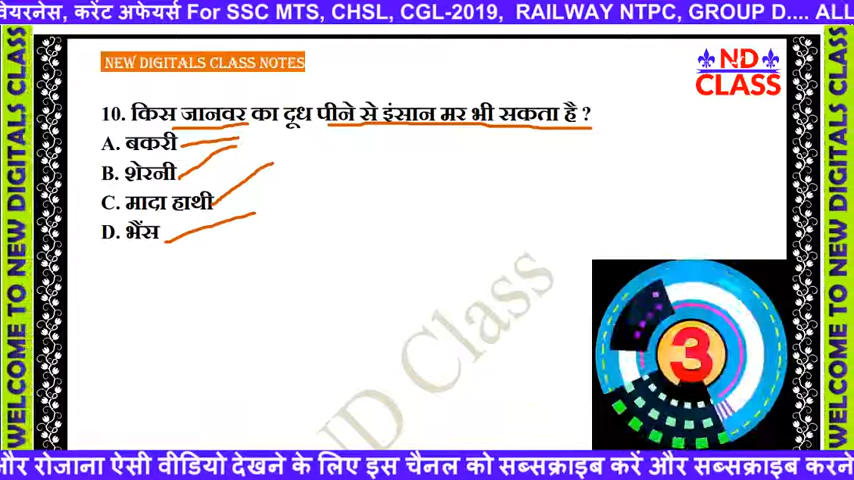 वेयरनेस, करेंट अफेयर्स For SSC MTS, CHSL, CGL-2019, RAILWAY NTPC, GROUP D.... ALL
NEW DIGITALS CLASS NOTES
ND
CLASS
10. किस जानवर का दूध पीने से इंसान मर भी सकता है ?
A. बकरी
B. शेरनी
C. मादा हाथी
D. भैंस
3
ND Class
WELCOME TO NEW DIGITALS CLASS
WELCOME TO NEW DIGITALS CLASS
और रोजाना ऐसी वीडियो देखने के लिए इस चैनल को सब्सक्राइब करें और सबसक्राइब करने